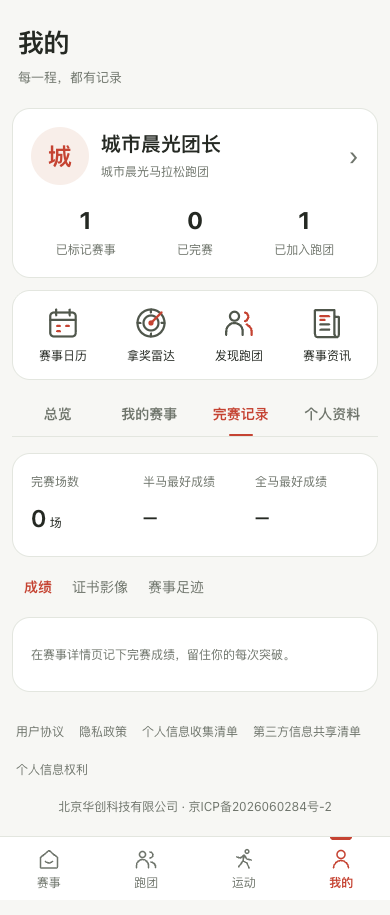 我的
每一程，都有记录
城
城市晨光团长
城市晨光马拉松跑团
1 0 1
已标记赛事 已完赛 已加入跑团
赛事日历 拿奖雷达 发现跑团 赛事资讯
总览 我的赛事 完赛记录 个人资料
完赛场数 半马最好成绩 全马最好成绩
0 场 – –
成绩 证书影像 赛事足迹
在赛事详情页记下完赛成绩，留住你的每次突破。
用户协议 隐私政策 个人信息收集清单 第三方信息共享清单
个人信息权利
北京华创科技有限公司 · 京ICP备2026060284号-2
赛事 跑团 运动 我的